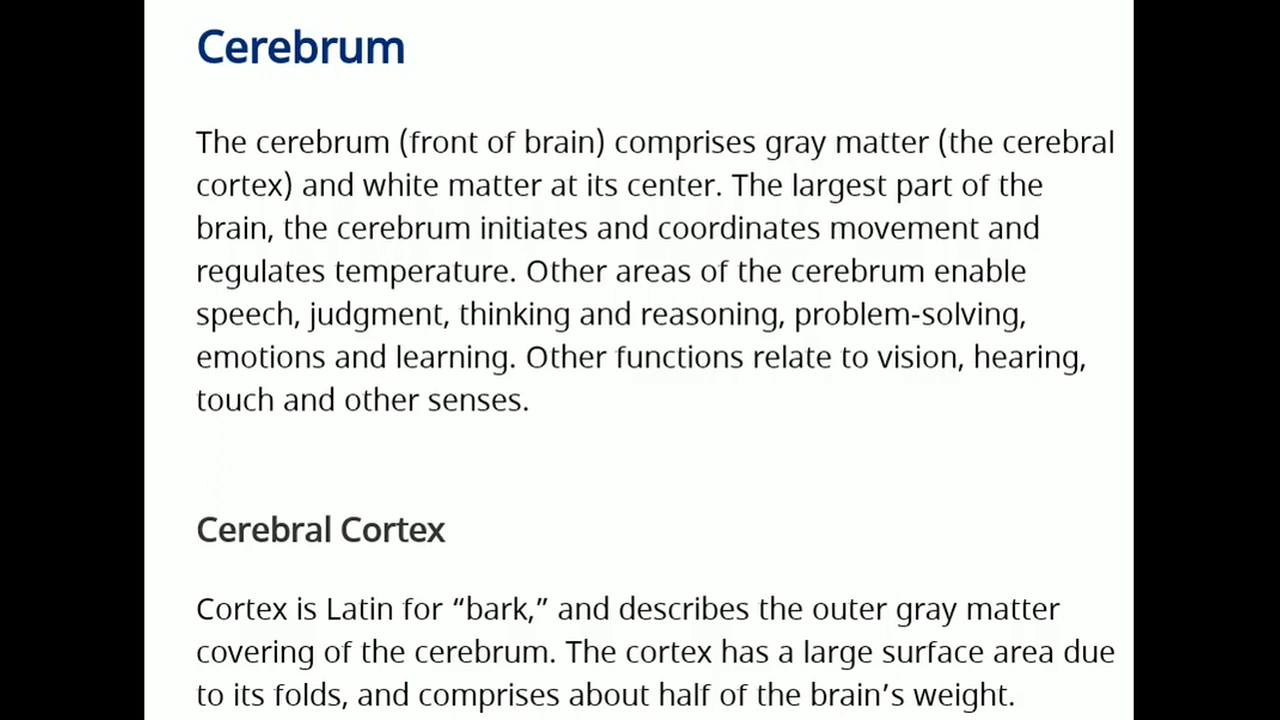 Cerebrum
The cerebrum (front of brain) comprises gray matter (the cerebral
cortex) and white matter at its center. The largest part of the
brain, the cerebrum initiates and coordinates movement and
regulates temperature. Other areas of the cerebrum enable
speech, judgment, thinking and reasoning, problem-solving,
emotions and learning. Other functions relate to vision, hearing,
touch and other senses.
Cerebral Cortex
Cortex is Latin for “bark,” and describes the outer gray matter
covering of the cerebrum. The cortex has a large surface area due
to its folds, and comprises about half of the brain’s weight.